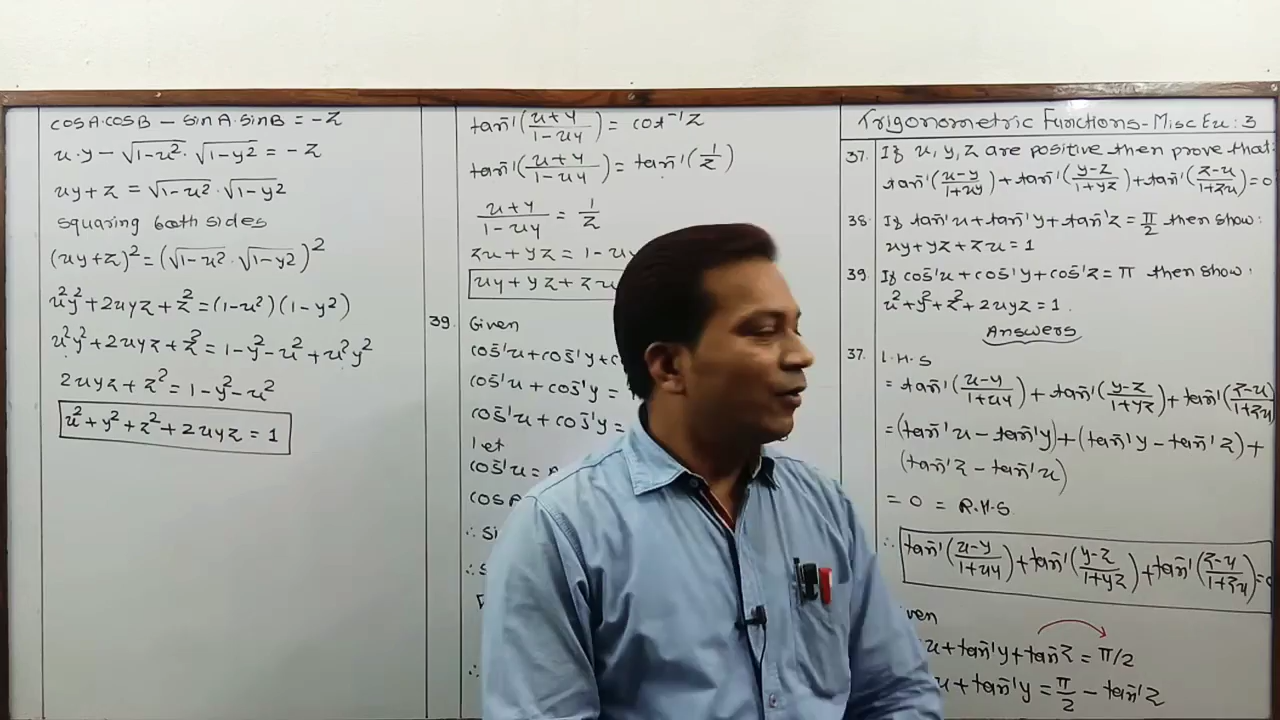 cosA.cosB - sinA.sinB = -z
x.y - √1-x² . √1-y² = -z
xy + z = √1-x² . √1-y²
squaring both sides
(xy+z)² = (√1-x² . √1-y²)²
x²y² + 2xyz + z² = (1-x²)(1-y²)
x²y² + 2xyz + z² = 1-y²-x²+x²y²
2xyz + z² = 1-y²-x²
x²+y²+z²+2xyz = 1
tan⁻¹(x+y/1-xy) = cot⁻¹z
tan⁻¹(x+y/1-xy) = tan⁻¹(1/z)
x+y/1-xy = 1/z
zx + yz = 1-xy
xy+yz+zx
39. Given
cos⁻¹x+cos⁻¹y+c
cos⁻¹x + cos⁻¹y =
cos⁻¹x + cos⁻¹y =
let
cos⁻¹x =
cos
∴ si
∴
∴
Trigonometric Functions-Misc Ex: 3
37. If x, y, z are positive then prove that:
tan⁻¹(x-y/1+xy)+tan⁻¹(y-z/1+yz)+tan⁻¹(z-x/1+zx)=0
38. If tan⁻¹x+tan⁻¹y+tan⁻¹z = π/2 then show:
xy+yz+zx = 1
39. If cos⁻¹x+cos⁻¹y+cos⁻¹z = π then show:
x²+y²+z²+2xyz = 1.
Answers
37. L.H.S
= tan⁻¹(x-y/1+xy) + tan⁻¹(y-z/1+yz) + tan⁻¹(z-x/1+zx)
= (tan⁻¹x - tan⁻¹y)+(tan⁻¹y - tan⁻¹z)+
(tan⁻¹z - tan⁻¹x)
= 0 = R.H.S
∴ tan⁻¹(x-y/1+xy)+tan⁻¹(y-z/1+yz)+tan⁻¹(z-x/1+zx)=0
ven
x+tan⁻¹y+tan⁻¹z = π/2
x+tan⁻¹y = π/2 - tan⁻¹z